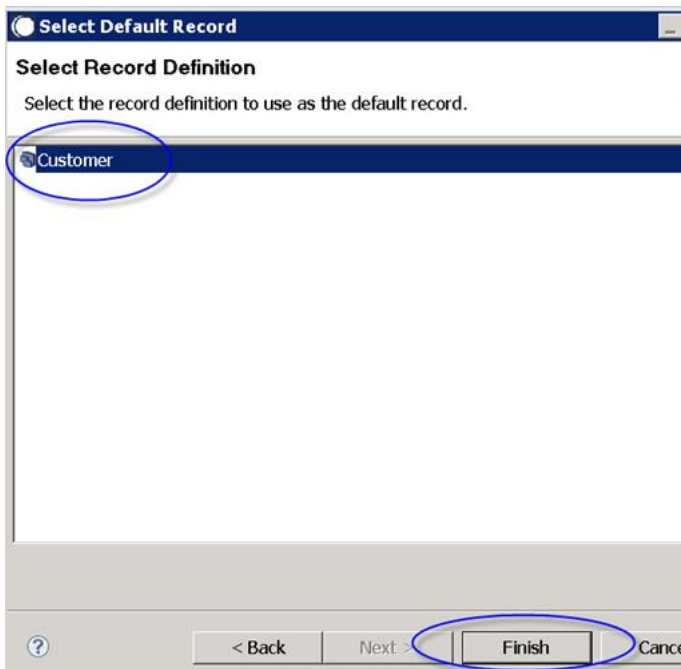 Select Default Record
Select Record Definition
Select the record definition to use as the default record.
Customer
< Back Next > Finish Cance